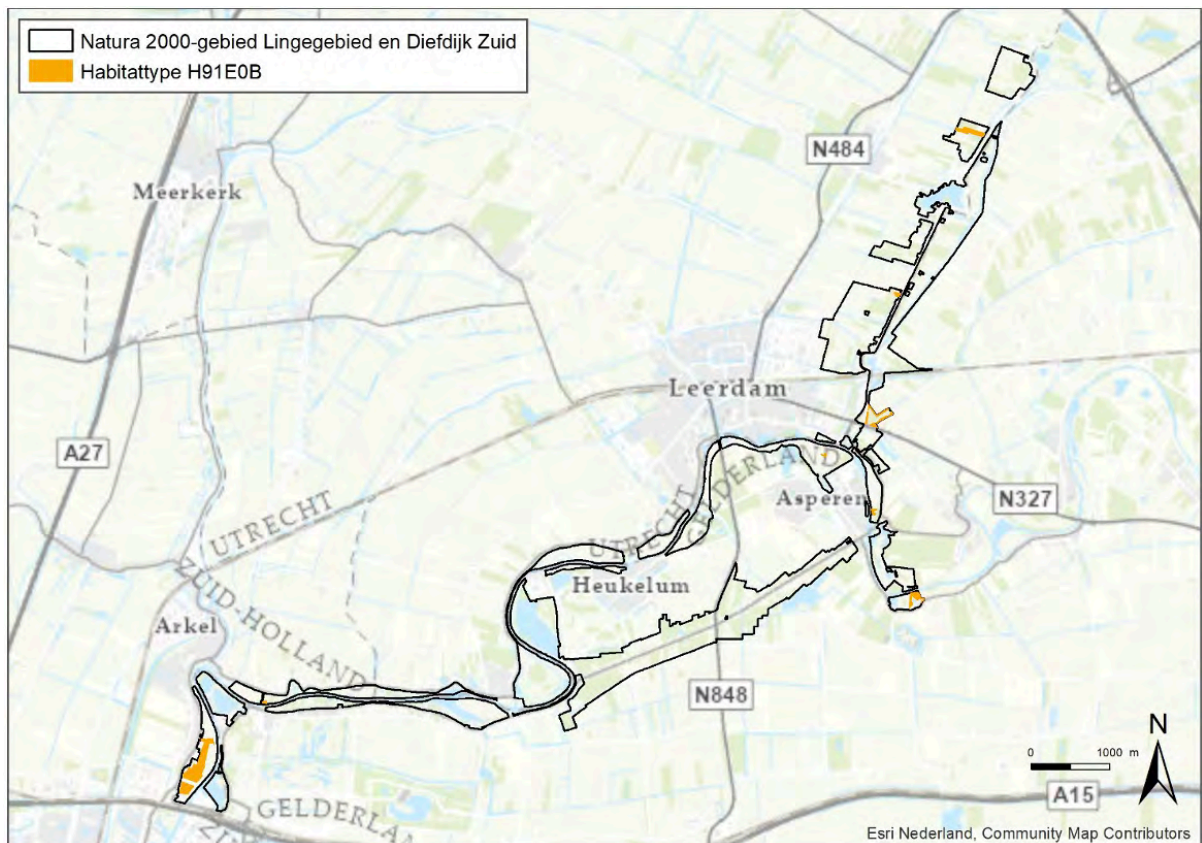 Natura 2000-gebied Lingegebied en Diefdijk Zuid
Habitattype H91E0B
N484
Meerkerk
Leerdam
A27
GELDERLAND
N327
Asperen
UTRECHT
UTRECHT
Heukelum
ZUID-HOLLAND
Arkel
N848
N
0 1000 m
A15
GELDERLA
Esri Nederland, Community Map Contributors